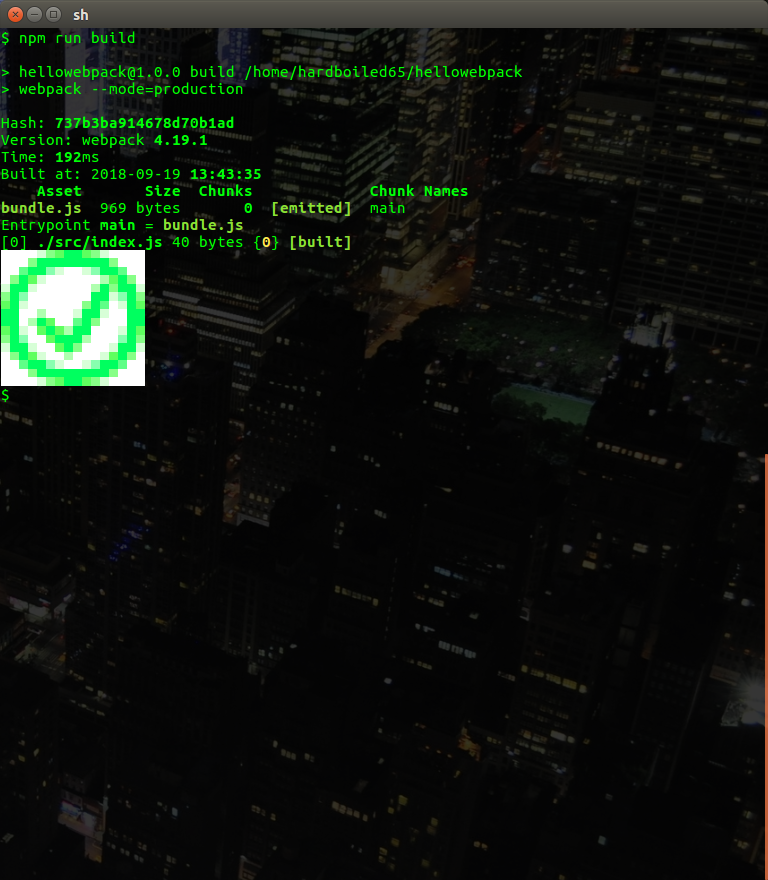 sh
$ npm run build
> hellowebpack@1.0.0 build /home/hardboiled65/hellowebpack
> webpack --mode=production
Hash: 737b3ba914678d70b1ad
Version: webpack 4.19.1
Time: 192ms
Built at: 2018-09-19 13:43:35
Asset Size Chunks Chunk Names
bundle.js 969 bytes 0 [emitted] main
Entrypoint main = bundle.js
[0] ./src/index.js 40 bytes {0} [built]
$